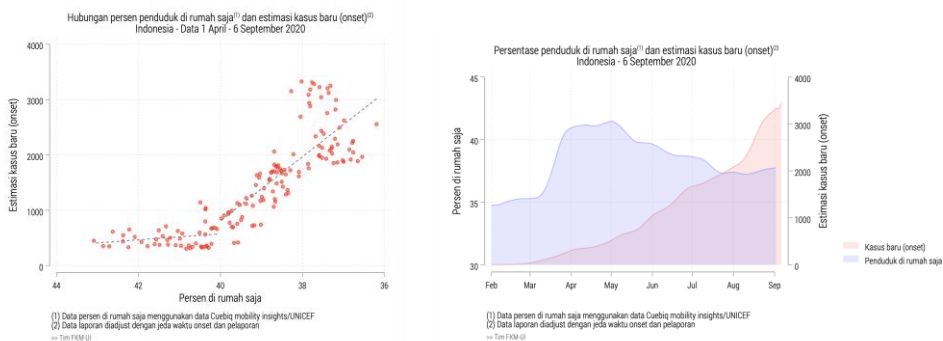 Hubungan persen penduduk di rumah saja(1) dan estimasi kasus baru (onset)(2)
Indonesia - Data 1 April - 6 September 2020
Estimasi kasus baru (onset)
4000
3000
2000
1000
0
44
42
40
38
36
Persen di rumah saja
(1) Data persen di rumah saja menggunakan data Cuebiq mobility insights/UNICEF
(2) Data laporan diadjust dengan jeda waktu onset dan pelaporan
>> Tim FKM-UI
Persentase penduduk di rumah saja(1) dan estimasi kasus baru (onset)(2)
Indonesia - 6 September 2020
Persen di rumah saja
45
40
35
30
4000
3000
2000
1000
0
Estimasi kasus baru (onset)
Feb
Mar
Apr
May
Jun
Jul
Aug
Sep
Kasus baru (onset)
Penduduk di rumah saja
(1) Data persen di rumah saja menggunakan data Cuebiq mobility insights/UNICEF
(2) Data laporan diadjust dengan jeda waktu onset dan pelaporan
>> Tim FKM-UI